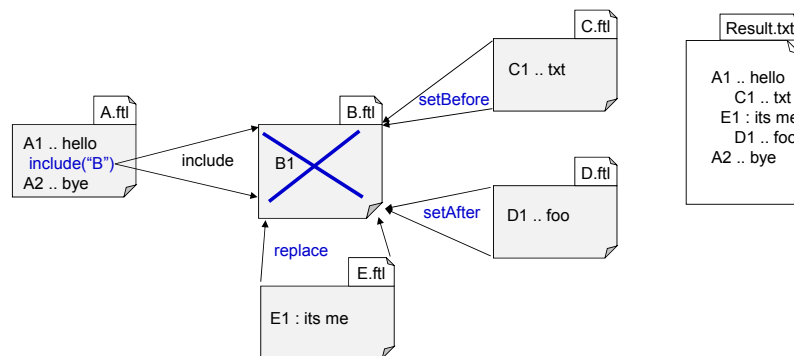 A.ftl
A1 .. hello
include(“B”)
A2 .. bye
include
B.ftl
B1
setBefore
C.ftl
C1 .. txt
setAfter
D.ftl
D1 .. foo
replace
E.ftl
E1 : its me
Result.txt
A1 .. hello
C1 .. txt
E1 : its me
D1 .. foo
A2 .. bye